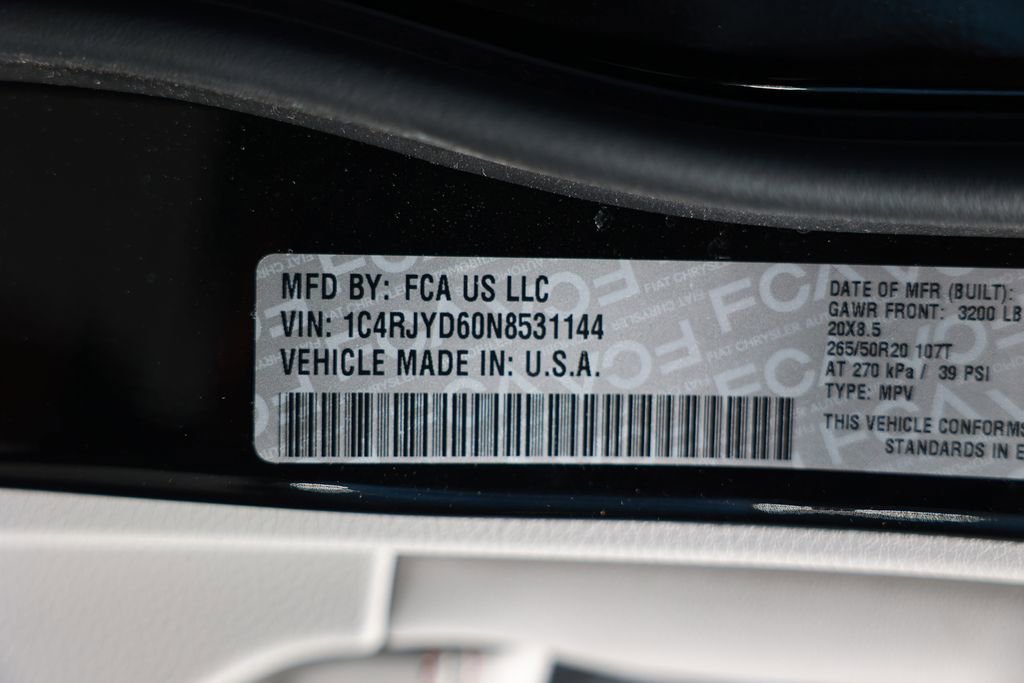 MFD BY: FCA US LLC
VIN: 1C4RJYD60N8531144
VEHICLE MADE IN: U.S.A.
DATE OF MFR (BUILT):
GAWR FRONT: 3200 LB
20X8.5
265/50R20 107T
AT 270 kPa / 39 PSI
TYPE: MPV
THIS VEHICLE CONFORMS
STANDARDS IN E